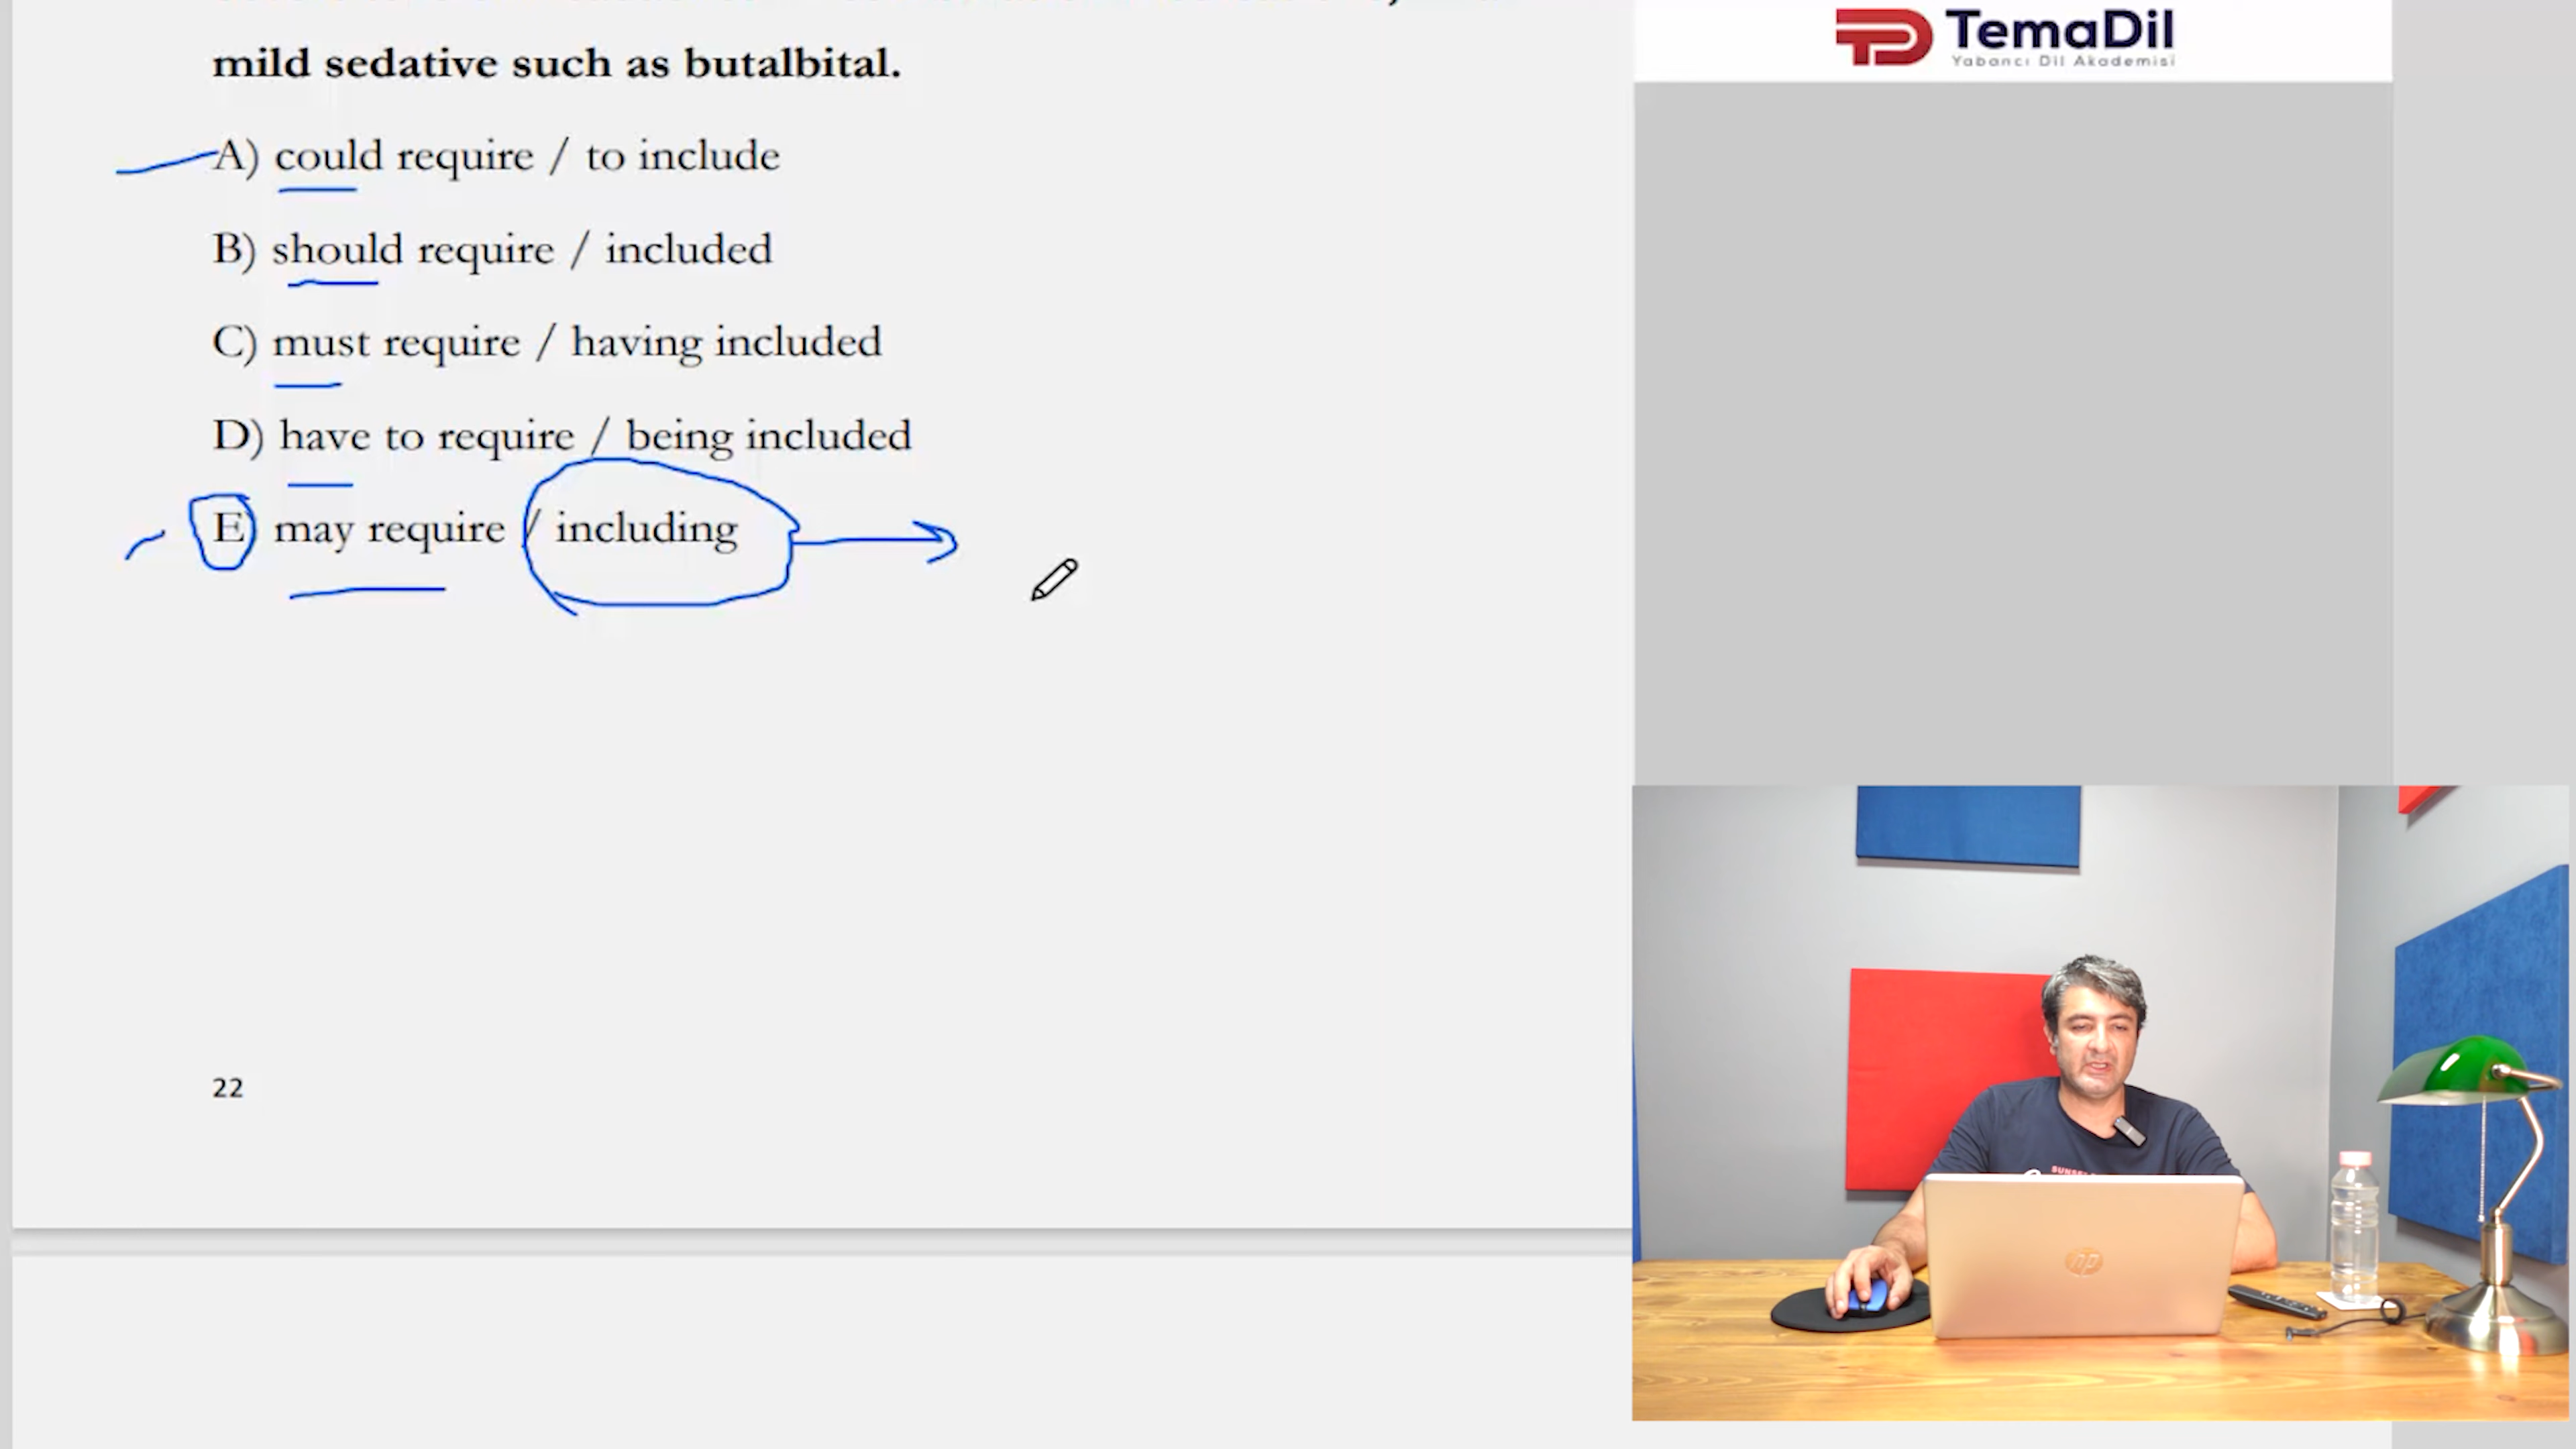 TemaDil
Yabancı Dil Akademisi
mild sedative such as butalbital.
A) could require / to include
B) should require / included
C) must require / having included
D) have to require / being included
E) may require / including
22
hp